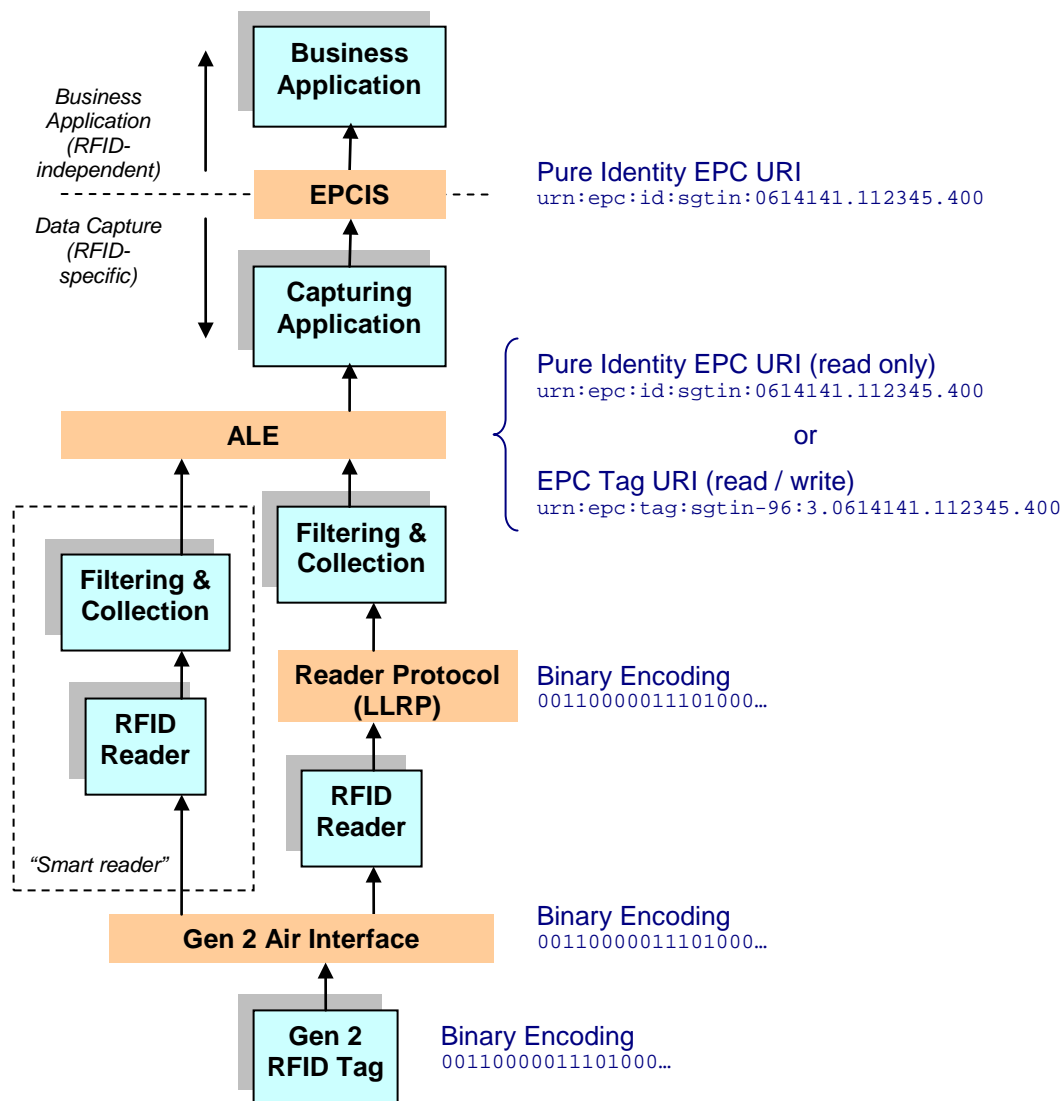 Business
Application
Business
Application
(RFID-
independent)
EPCIS
Pure Identity EPC URI
urn:epc:id:sgtin:0614141.112345.400
Data Capture
(RFID-
specific)
Capturing
Application
Pure Identity EPC URI (read only)
urn:epc:id:sgtin:0614141.112345.400
or
EPC Tag URI (read / write)
urn:epc:tag:sgtin-96:3.0614141.112345.400
ALE
Filtering &
Collection
Filtering &
Collection
Reader Protocol
(LLRP)
Binary Encoding
00110000011101000…
RFID
Reader
RFID
Reader
“Smart reader”
Gen 2 Air Interface
Binary Encoding
00110000011101000…
Gen 2
RFID Tag
Binary Encoding
00110000011101000…